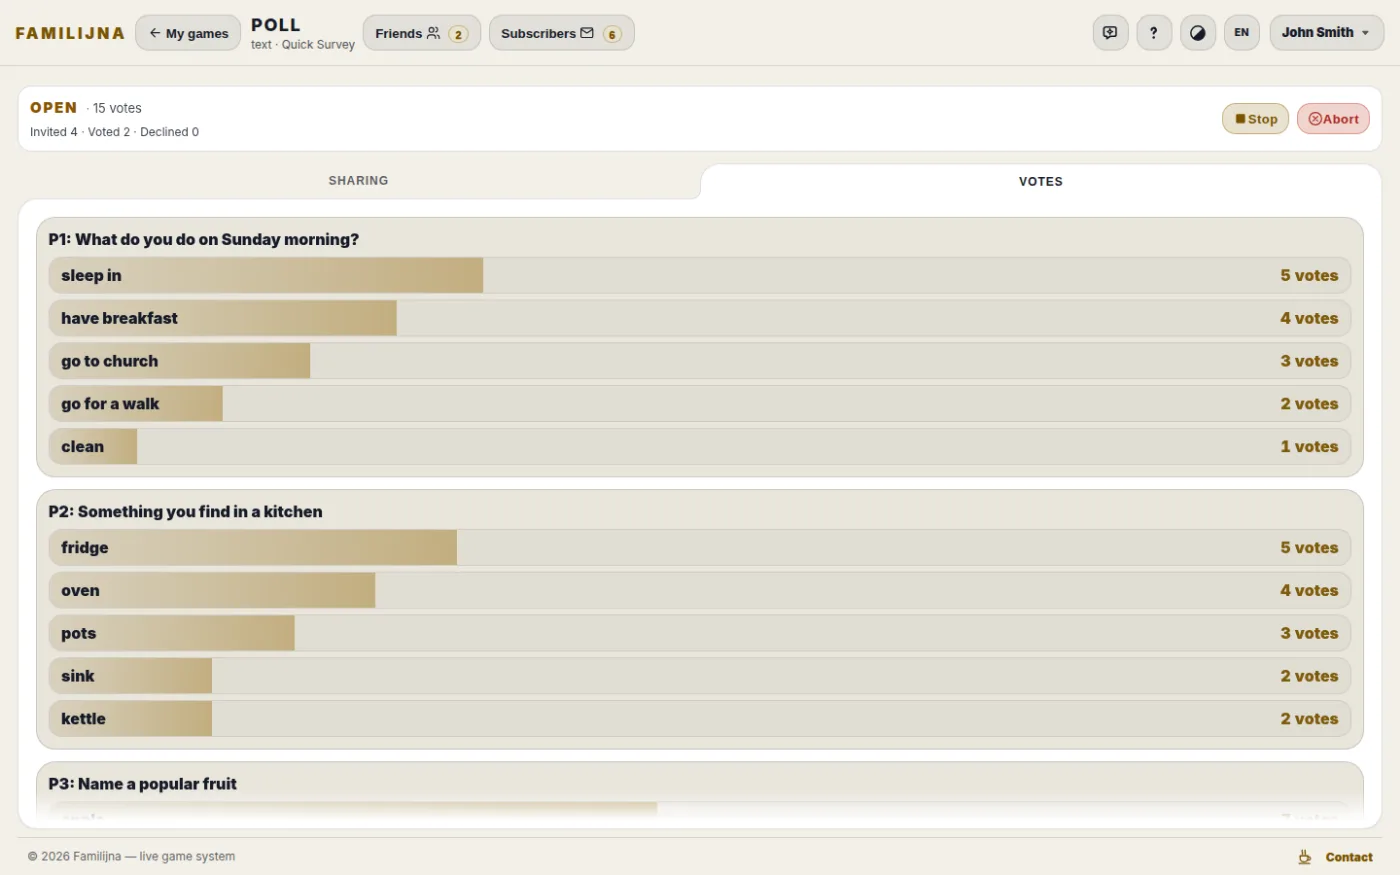 FAMILIJNA
← My games
POLL
text · Quick Survey
Friends 2
Subscribers 6
?
EN
John Smith
OPEN · 15 votes
Invited 4 · Voted 2 · Declined 0
Stop
Abort
SHARING
VOTES
P1: What do you do on Sunday morning?
sleep in 5 votes
have breakfast 4 votes
go to church 3 votes
go for a walk 2 votes
clean 1 votes
P2: Something you find in a kitchen
fridge 5 votes
oven 4 votes
pots 3 votes
sink 2 votes
kettle 2 votes
P3: Name a popular fruit
© 2026 Familijna — live game system
Contact